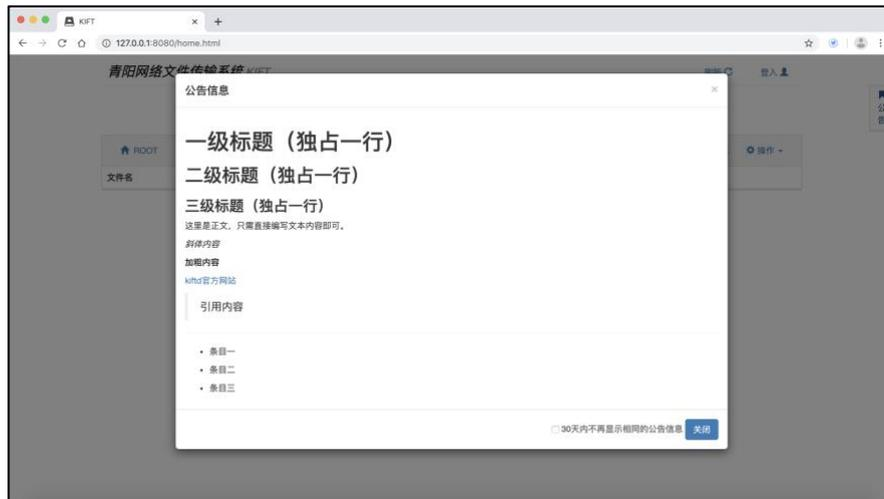 KIFT
127.0.0.1:8080/home.html
青阳网络文件传输系统 KIFT
刷新 登入
公告信息 ×
公告
一级标题（独占一行）
ROOT
操作
二级标题（独占一行）
文件名
三级标题（独占一行）
这里是正文，只需直接编写文本内容即可。
斜体内容
加粗内容
kiftd官方网站
引用内容
• 条目一
• 条目二
• 条目三
30天内不再显示相同的公告信息 关闭